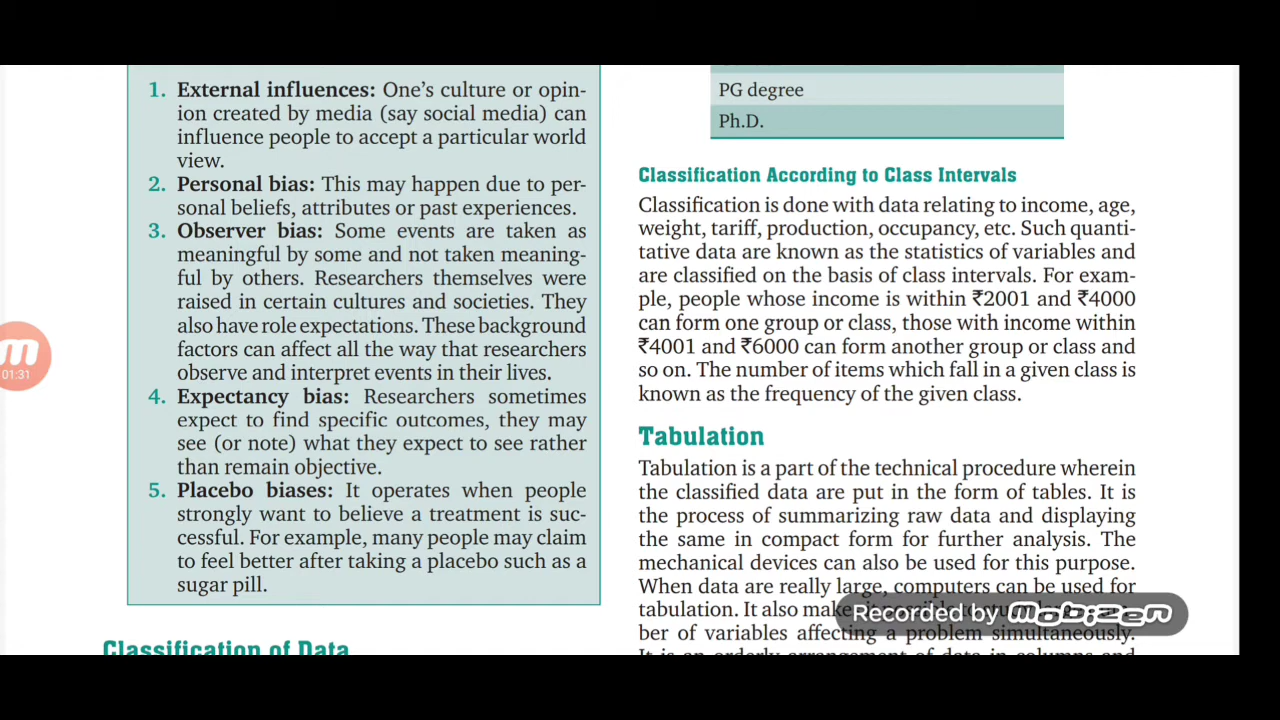 1. External influences: One's culture or opin-
ion created by media (say social media) can
influence people to accept a particular world
view.
2. Personal bias: This may happen due to per-
sonal beliefs, attributes or past experiences.
3. Observer bias: Some events are taken as
meaningful by some and not taken meaning-
ful by others. Researchers themselves were
raised in certain cultures and societies. They
also have role expectations. These background
factors can affect all the way that researchers
observe and interpret events in their lives.
4. Expectancy bias: Researchers sometimes
expect to find specific outcomes, they may
see (or note) what they expect to see rather
than remain objective.
5. Placebo biases: It operates when people
strongly want to believe a treatment is suc-
cessful. For example, many people may claim
to feel better after taking a placebo such as a
sugar pill.
Classification of Data
PG degree
Ph.D.
Classification According to Class Intervals
Classification is done with data relating to income, age,
weight, tariff, production, occupancy, etc. Such quanti-
tative data are known as the statistics of variables and
are classified on the basis of class intervals. For exam-
ple, people whose income is within ₹2001 and ₹4000
can form one group or class, those with income within
₹4001 and ₹6000 can form another group or class and
so on. The number of items which fall in a given class is
known as the frequency of the given class.
Tabulation
Tabulation is a part of the technical procedure wherein
the classified data are put in the form of tables. It is
the process of summarizing raw data and displaying
the same in compact form for further analysis. The
mechanical devices can also be used for this purpose.
When data are really large, computers can be used for
tabulation. It also make
ber of variables affecting a problem simultaneously.
It is an orderly arrangement of data in columns and
01:31
Recorded by mobizen